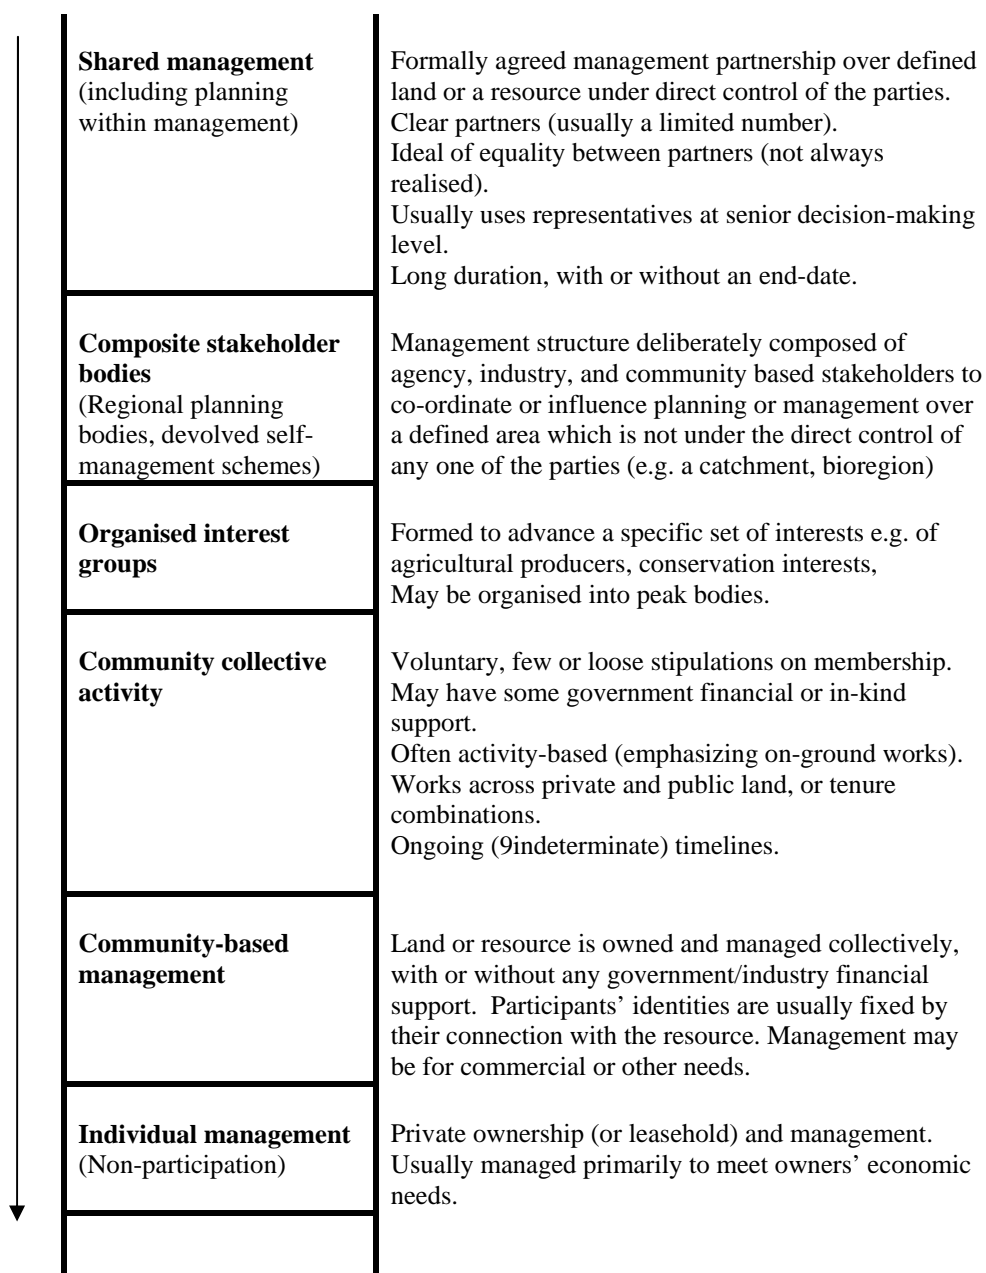 Shared management
(including planning
within management)
Formally agreed management partnership over defined
land or a resource under direct control of the parties.
Clear partners (usually a limited number).
Ideal of equality between partners (not always
realised).
Usually uses representatives at senior decision-making
level.
Long duration, with or without an end-date.
Composite stakeholder
bodies
(Regional planning
bodies, devolved self-
management schemes)
Management structure deliberately composed of
agency, industry, and community based stakeholders to
co-ordinate or influence planning or management over
a defined area which is not under the direct control of
any one of the parties (e.g. a catchment, bioregion)
Organised interest
groups
Formed to advance a specific set of interests e.g. of
agricultural producers, conservation interests,
May be organised into peak bodies.
Community collective
activity
Voluntary, few or loose stipulations on membership.
May have some government financial or in-kind
support.
Often activity-based (emphasizing on-ground works).
Works across private and public land, or tenure
combinations.
Ongoing (9indeterminate) timelines.
Community-based
management
Land or resource is owned and managed collectively,
with or without any government/industry financial
support.  Participants’ identities are usually fixed by
their connection with the resource. Management may
be for commercial or other needs.
Individual management
(Non-participation)
Private ownership (or leasehold) and management.
Usually managed primarily to meet owners’ economic
needs.